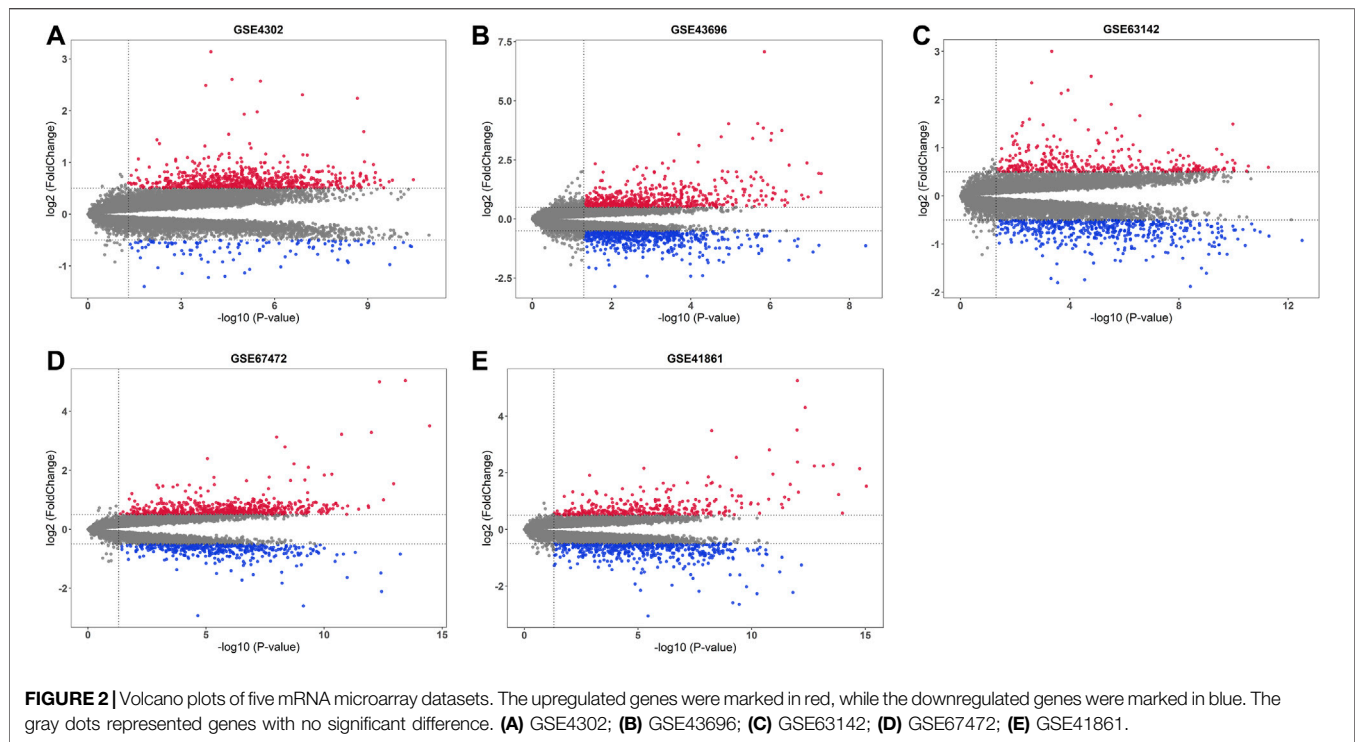 A
GSE4302
log2 (FoldChange)
3
2
1
0
-1
0
3
6
9
-log10 (P-value)
B
GSE43696
log2 (FoldChange)
7.5
5.0
2.5
0.0
-2.5
0
2
4
6
8
-log10 (P-value)
C
GSE63142
log2 (FoldChange)
3
2
1
0
-1
-2
0
4
8
12
-log10 (P-value)
D
GSE67472
log2 (FoldChange)
4
2
0
-2
0
5
10
15
-log10 (P-value)
E
GSE41861
log2 (FoldChange)
4
2
0
-2
0
5
10
15
-log10 (P-value)
FIGURE 2 | Volcano plots of five mRNA microarray datasets. The upregulated genes were marked in red, while the downregulated genes were marked in blue. The
gray dots represented genes with no significant difference. (A) GSE4302; (B) GSE43696; (C) GSE63142; (D) GSE67472; (E) GSE41861.